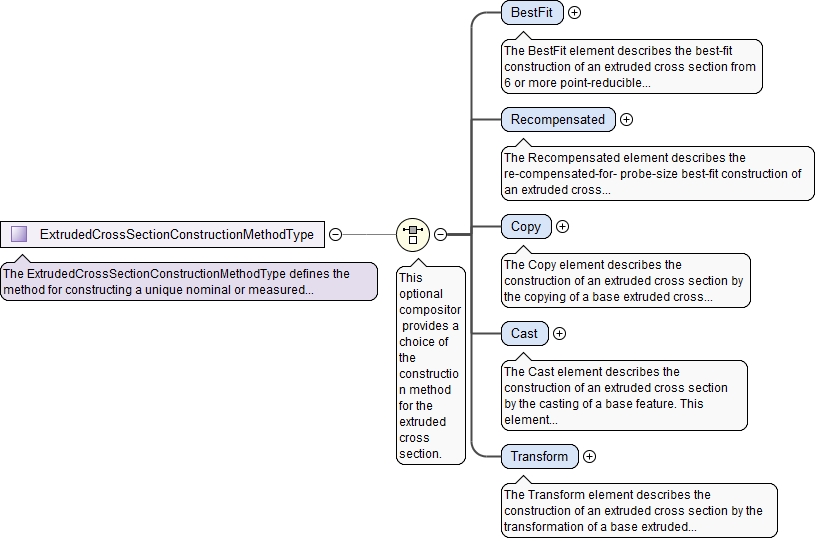 BestFit
The BestFit element describes the best-fit
construction of an extruded cross section from
6 or more point-reducible...
Recompensated
The Recompensated element describes the
re-compensated-for- probe-size best-fit construction of
an extruded cross...
ExtrudedCrossSectionConstructionMethodType
The ExtrudedCrossSectionConstructionMethodType defines the
method for constructing a unique nominal or measured...
This
optional
compositor
provides a
choice of
the
constructio
n method
for the
extruded
cross
section.
Copy
The Copy element describes the
construction of an extruded cross section by
the copying of a base extruded cross...
Cast
The Cast element describes the
construction of an extruded cross section
by the casting of a base feature. This
element...
Transform
The Transform element describes the
construction of an extruded cross section by the
transformation of a base extruded...